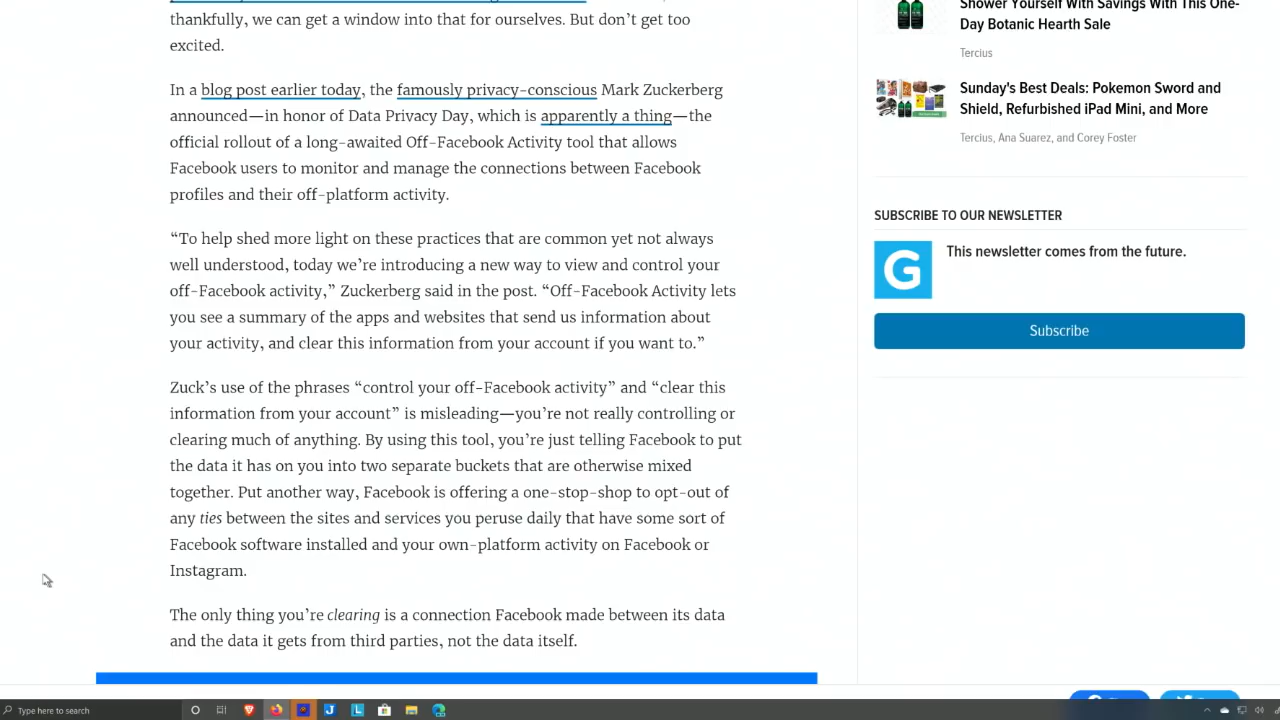 thankfully, we can get a window into that for ourselves. But don’t get too
excited.
In a blog post earlier today, the famously privacy-conscious Mark Zuckerberg
announced—in honor of Data Privacy Day, which is apparently a thing—the
official rollout of a long-awaited Off-Facebook Activity tool that allows
Facebook users to monitor and manage the connections between Facebook
profiles and their off-platform activity.
“To help shed more light on these practices that are common yet not always
well understood, today we’re introducing a new way to view and control your
off-Facebook activity,” Zuckerberg said in the post. “Off-Facebook Activity lets
you see a summary of the apps and websites that send us information about
your activity, and clear this information from your account if you want to.”
Zuck’s use of the phrases “control your off-Facebook activity” and “clear this
information from your account” is misleading—you’re not really controlling or
clearing much of anything. By using this tool, you’re just telling Facebook to put
the data it has on you into two separate buckets that are otherwise mixed
together. Put another way, Facebook is offering a one-stop-shop to opt-out of
any ties between the sites and services you peruse daily that have some sort of
Facebook software installed and your own-platform activity on Facebook or
Instagram.
The only thing you’re clearing is a connection Facebook made between its data
and the data it gets from third parties, not the data itself.
Shower Yourself With Savings With This One-
Day Botanic Hearth Sale
Tercius
Sunday's Best Deals: Pokemon Sword and
Shield, Refurbished iPad Mini, and More
Tercius, Ana Suarez, and Corey Foster
SUBSCRIBE TO OUR NEWSLETTER
G
This newsletter comes from the future.
Subscribe
Type here to search
J
L